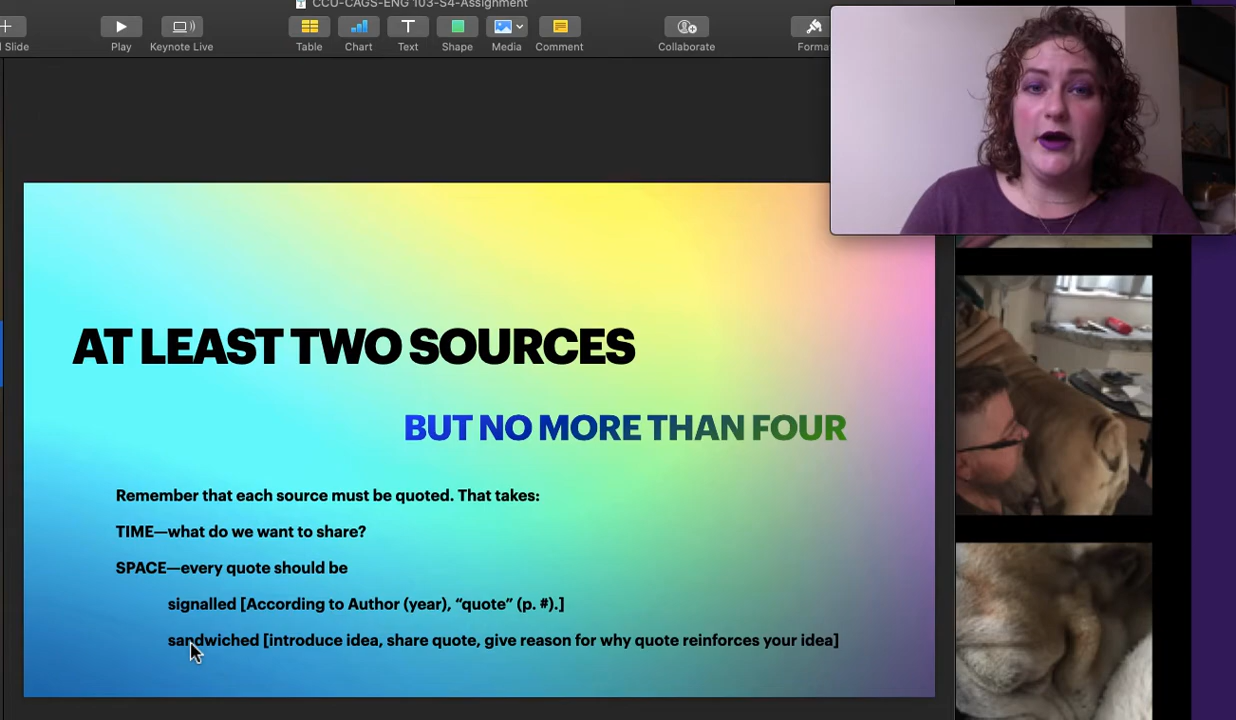 CCU-CAGS-ENG 103-S4-Assignment
Slide
Play
Keynote Live
Table
Chart
Text
Shape
Media
Comment
Collaborate
AT LEAST TWO SOURCES
BUT NO MORE THAN FOUR
Remember that each source must be quoted. That takes:
TIME—what do we want to share?
SPACE—every quote should be
signalled [According to Author (year), “quote” (p. #).]
sandwiched [introduce idea, share quote, give reason for why quote reinforces your idea]